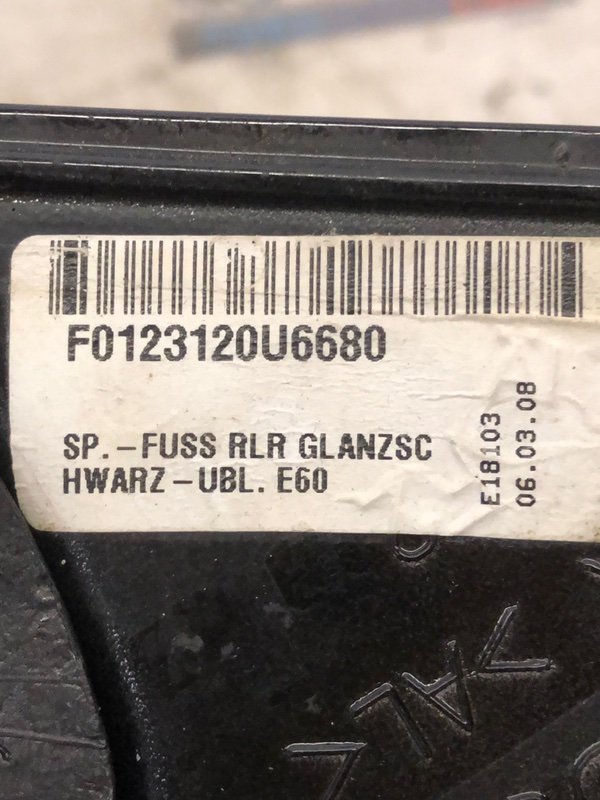 F0123120U6680
SP.-FUSS RLR GLANZSC
HWARZ-UBL. E60
E18103
06.03.08